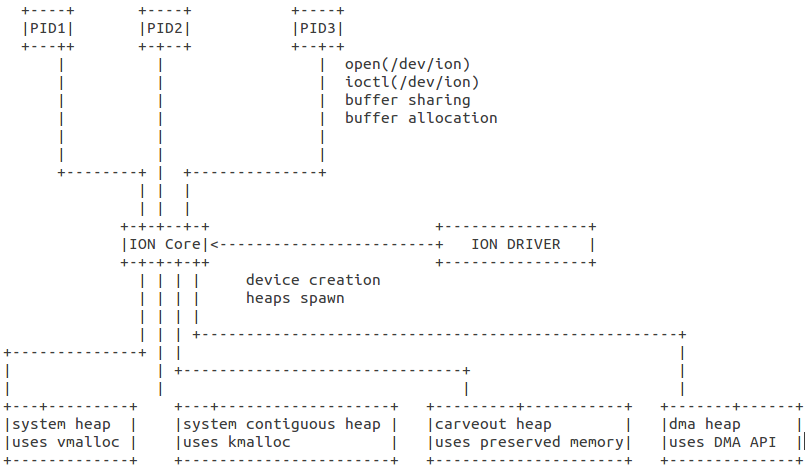 PID1 PID2 PID3
open(/dev/ion)
ioctl(/dev/ion)
buffer sharing
buffer allocation
ION Core ION DRIVER
device creation
heaps spawn
system heap system contiguous heap carveout heap dma heap
uses vmalloc uses kmalloc uses preserved memory uses DMA API